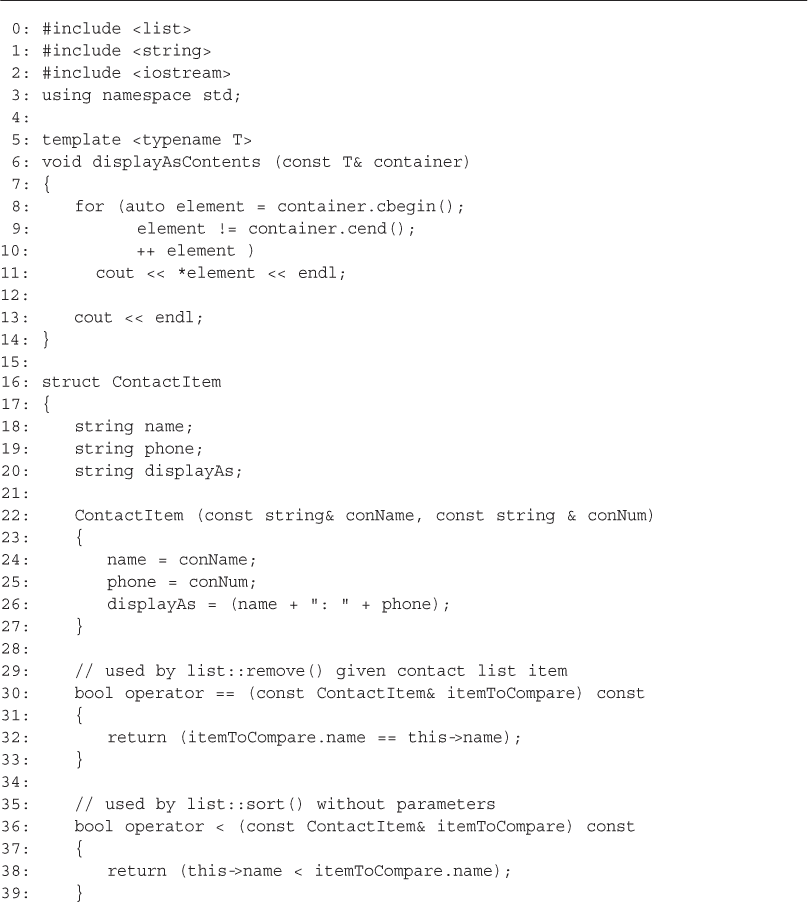 0: #include <list>
1: #include <string>
2: #include <iostream>
3: using namespace std;
4:
5: template <typename T>
6: void displayAsContents (const T& container)
7: {
8:    for (auto element = container.cbegin();
9:          element != container.cend();
10:          ++ element )
11:      cout << *element << endl;
12:
13:    cout << endl;
14: }
15:
16: struct ContactItem
17: {
18:    string name;
19:    string phone;
20:    string displayAs;
21:
22:    ContactItem (const string& conName, const string & conNum)
23:    {
24:       name = conName;
25:       phone = conNum;
26:       displayAs = (name + ": " + phone);
27:    }
28:
29:    // used by list::remove() given contact list item
30:    bool operator == (const ContactItem& itemToCompare) const
31:    {
32:       return (itemToCompare.name == this->name);
33:    }
34:
35:    // used by list::sort() without parameters
36:    bool operator < (const ContactItem& itemToCompare) const
37:    {
38:       return (this->name < itemToCompare.name);
39:    }